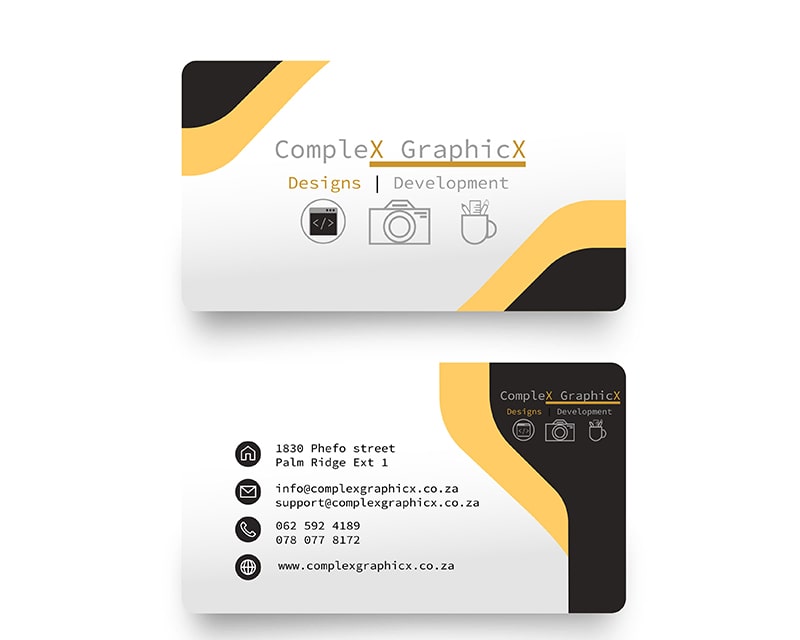 CompleX GraphicX
Designs | Development
</>
CompleX GraphicX
Designs | Development
</>
1830 Phefo street
Palm Ridge Ext 1
info@complexgraphicx.co.za
support@complexgraphicx.co.za
062 592 4189
078 077 8172
www.complexgraphicx.co.za